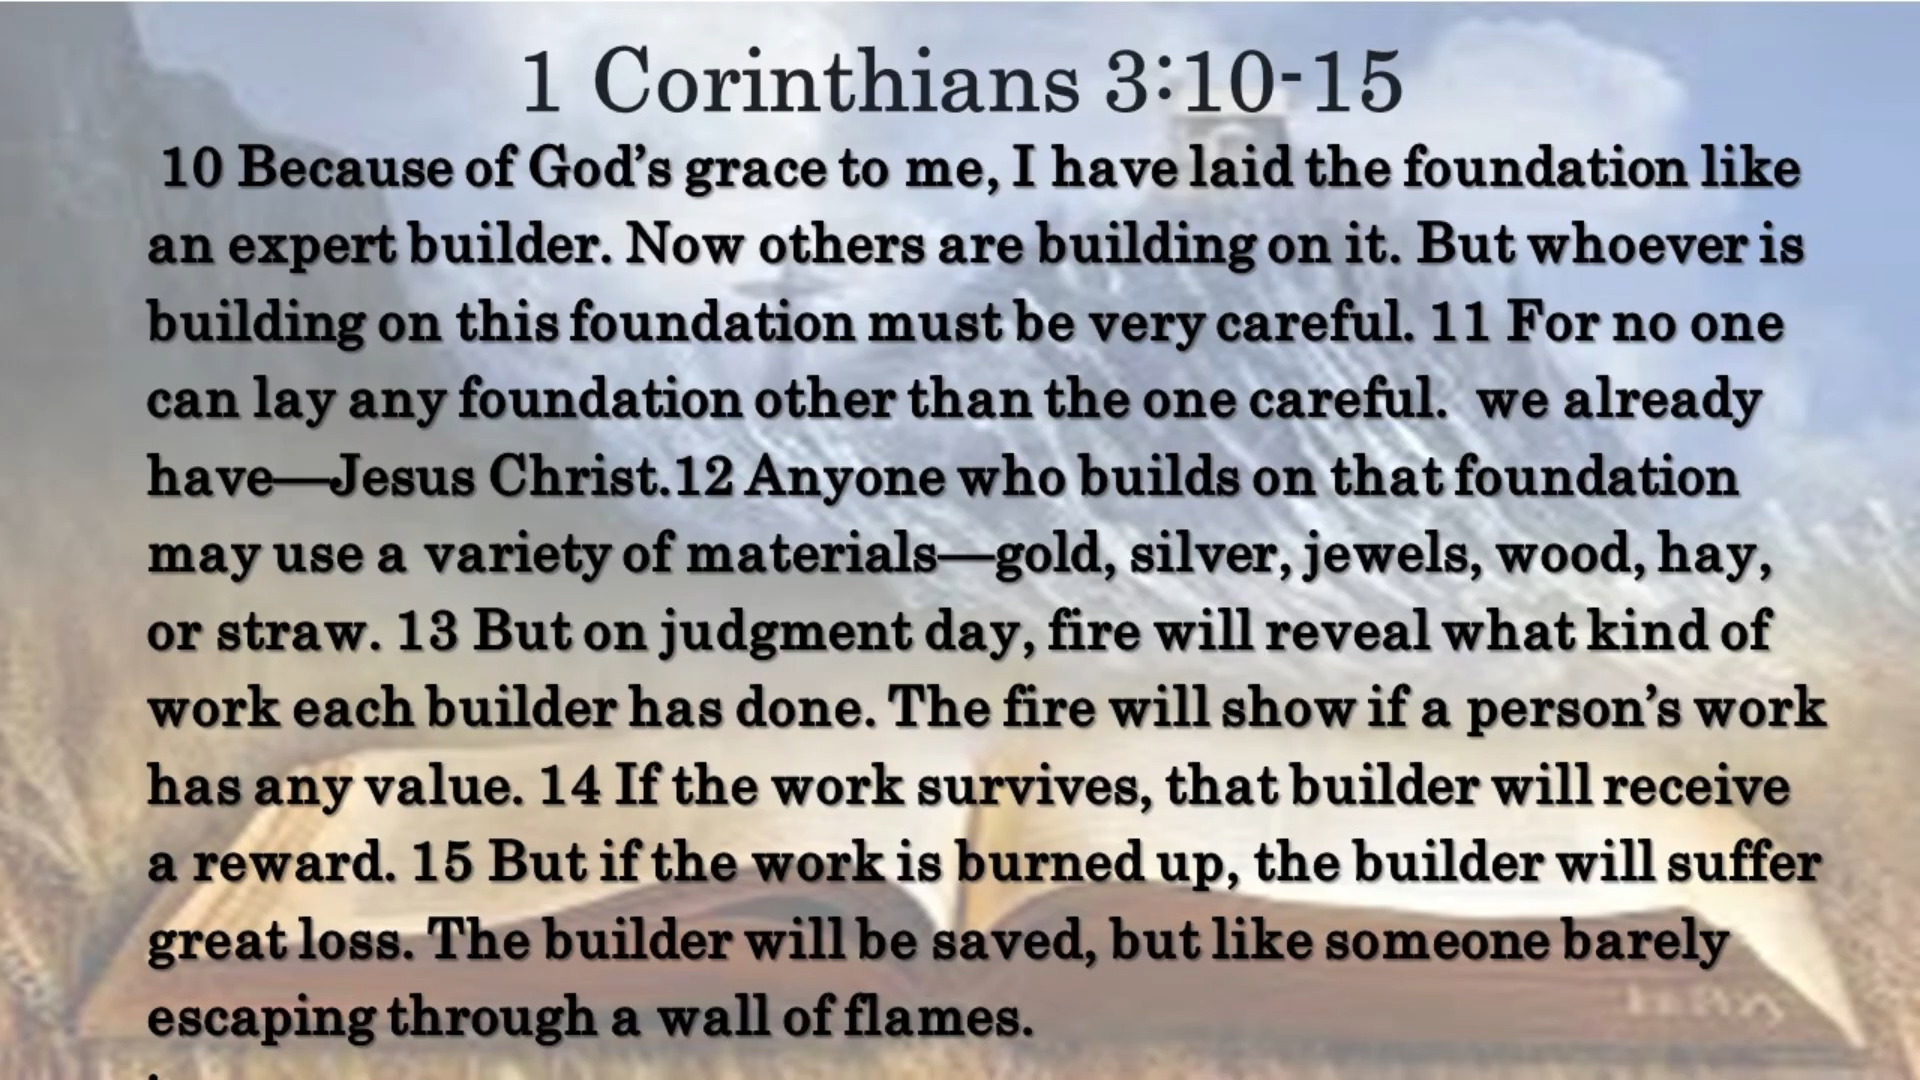 1 Corinthians 3:10-15
10 Because of God’s grace to me, I have laid the foundation like
an expert builder. Now others are building on it. But whoever is
building on this foundation must be very careful. 11 For no one
can lay any foundation other than the one careful.  we already
have—Jesus Christ.12 Anyone who builds on that foundation
may use a variety of materials—gold, silver, jewels, wood, hay,
or straw. 13 But on judgment day, fire will reveal what kind of
work each builder has done. The fire will show if a person’s work
has any value. 14 If the work survives, that builder will receive
a reward. 15 But if the work is burned up, the builder will suffer
great loss. The builder will be saved, but like someone barely
escaping through a wall of flames.